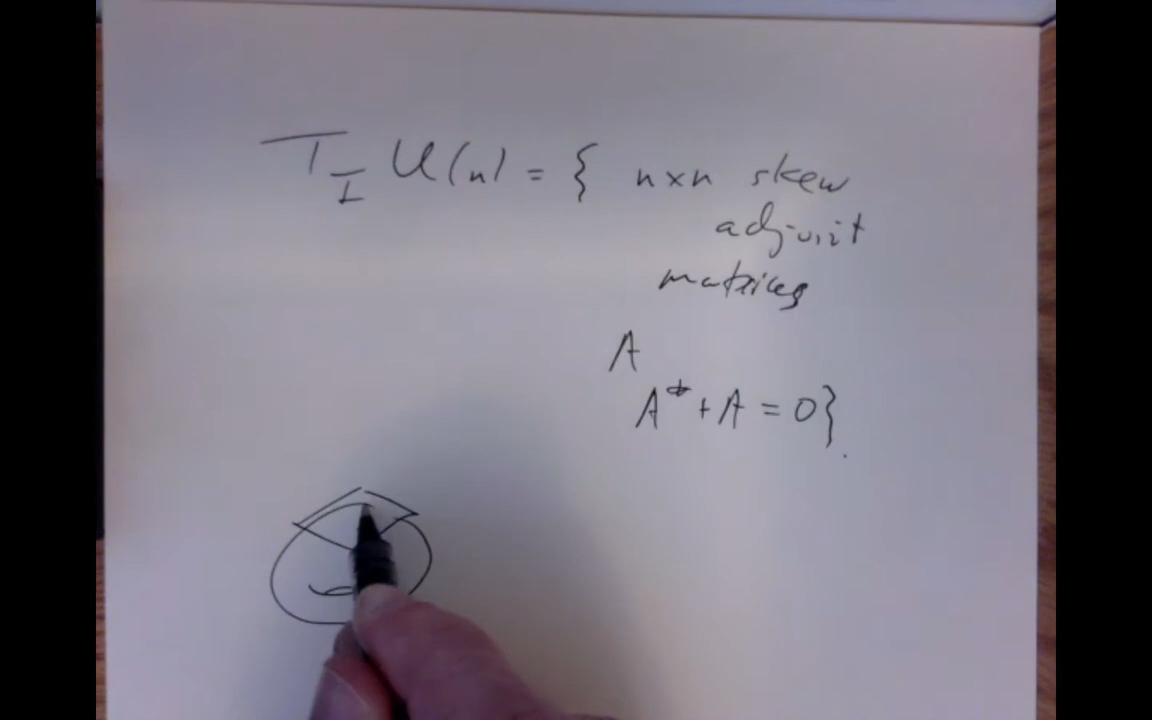 T_I U(n) = { n×n skew
adjoint
matrices
A
A* + A = 0}.